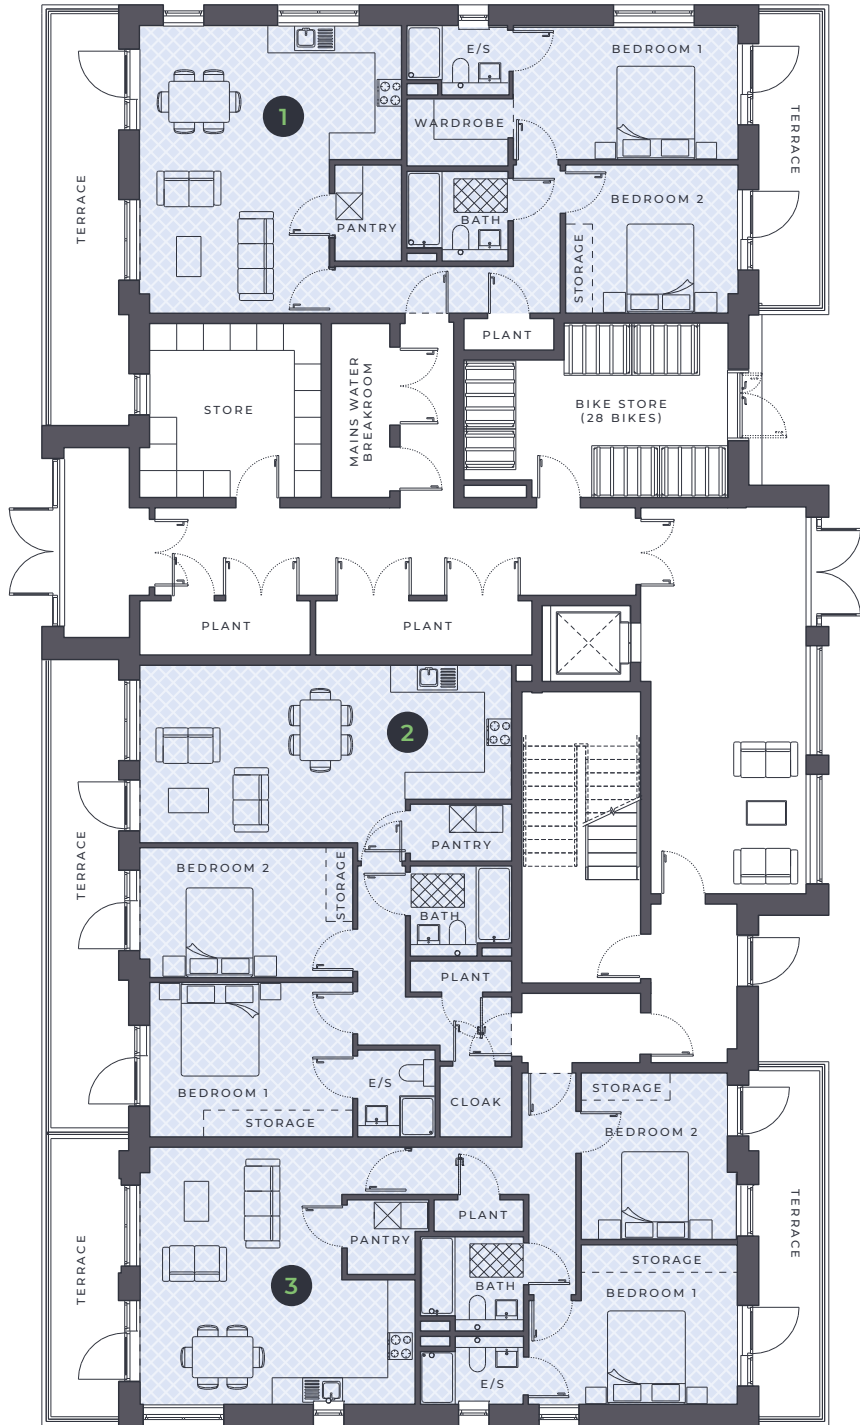 E/S
BEDROOM 1
1
WARDROBE
TERRACE
TERRACE
BEDROOM 2
BATH
PANTRY
STORAGE
PLANT
STORE
MAINS WATER
BREAKROOM
BIKE STORE
(28 BIKES)
PLANT
PLANT
2
TERRACE
PANTRY
BEDROOM 2
STORAGE
BATH
PLANT
E/S
BEDROOM 1
CLOAK
STORAGE
STORAGE
BEDROOM 2
TERRACE
TERRACE
PLANT
PANTRY
STORAGE
3
BATH
BEDROOM 1
E/S